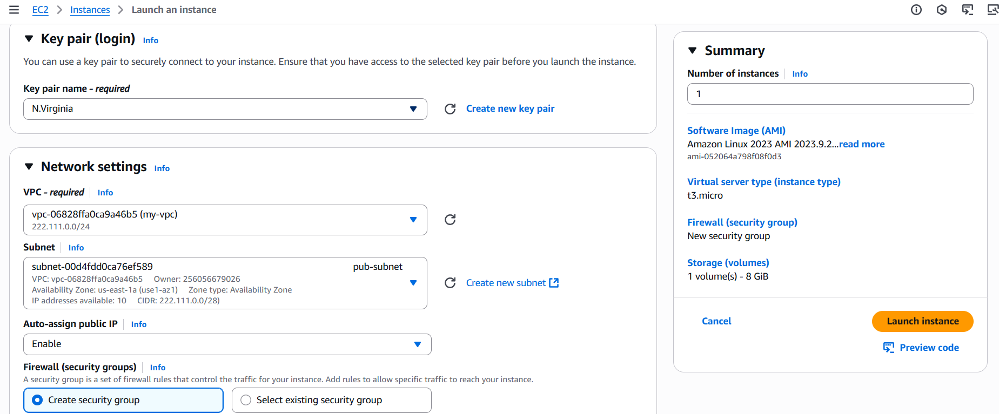 EC2 > Instances > Launch an instance
Key pair (login) Info
You can use a key pair to securely connect to your instance. Ensure that you have access to the selected key pair before you launch the instance.
Key pair name - required
N.Virginia
Create new key pair
Network settings Info
VPC - required Info
vpc-06828ffa0ca9a46b5 (my-vpc)
222.111.0.0/24
Subnet Info
subnet-00d4fdd0ca76ef589 pub-subnet
VPC: vpc-06828ffa0ca9a46b5 Owner: 256056679026
Availability Zone: us-east-1a (use1-az1) Zone type: Availability Zone
IP addresses available: 10 CIDR: 222.111.0.0/28)
Create new subnet
Auto-assign public IP Info
Enable
Firewall (security groups) Info
A security group is a set of firewall rules that control the traffic for your instance. Add rules to allow specific traffic to reach your instance.
Create security group
Select existing security group
Summary
Number of instances Info
1
Software Image (AMI)
Amazon Linux 2023 AMI 2023.9.2...read more
ami-052064a798f08f0d3
Virtual server type (instance type)
t3.micro
Firewall (security group)
New security group
Storage (volumes)
1 volume(s) - 8 GiB
Cancel
Launch instance
Preview code